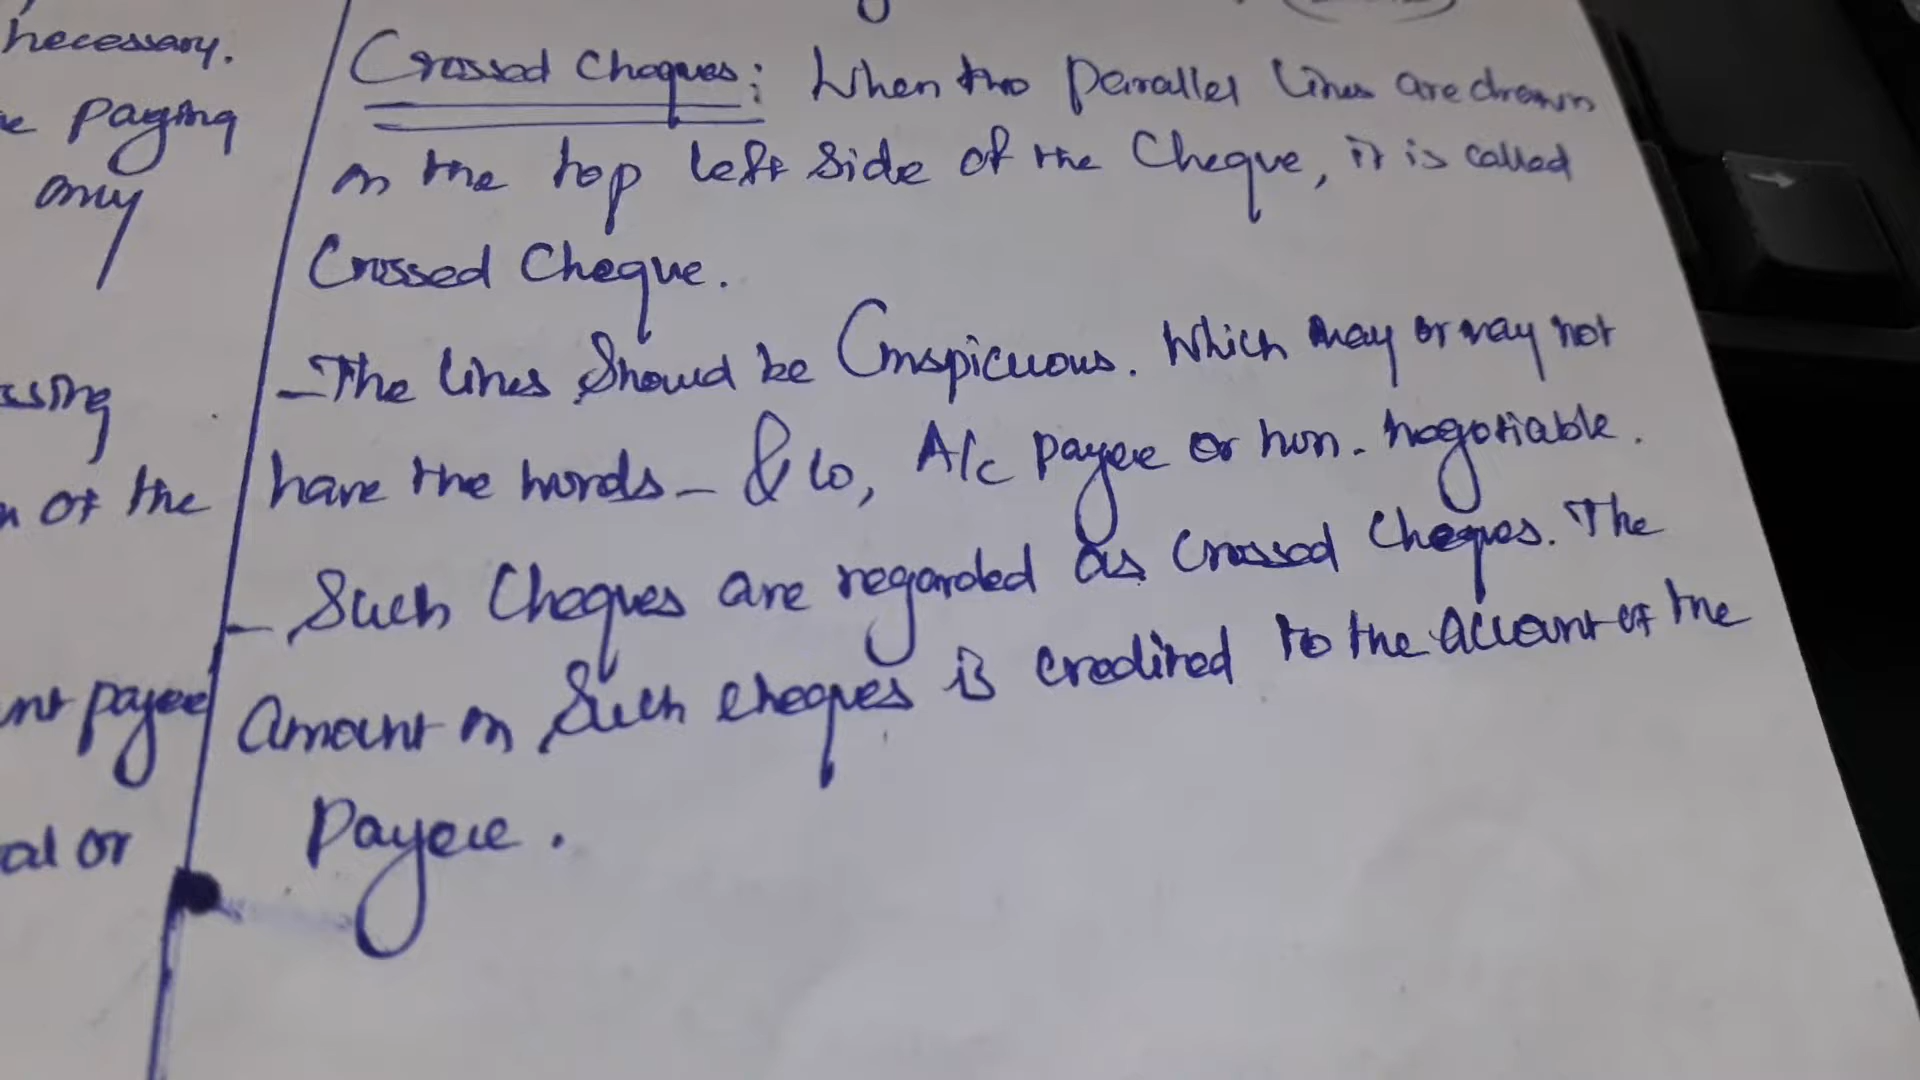 necessary.
paying
only
ssing
of the
nt payee
al or
Crossed Cheques: When two parallel lines are drawn
on the top left side of the Cheque, it is called
Crossed Cheque.
- The lines should be Conspicuous. Which may or may not
have the words - & Co, A/c payee or non-negotiable.
- Such Cheques are regarded as Crossed Cheques. The
Amount on Such cheques is credited to the account of the
Payee.